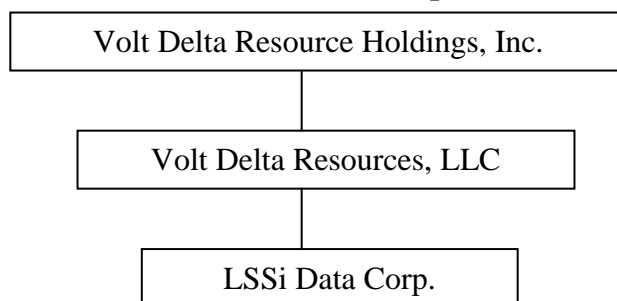 Volt Delta Resource Holdings, Inc.
Volt Delta Resources, LLC
LSSi Data Corp.